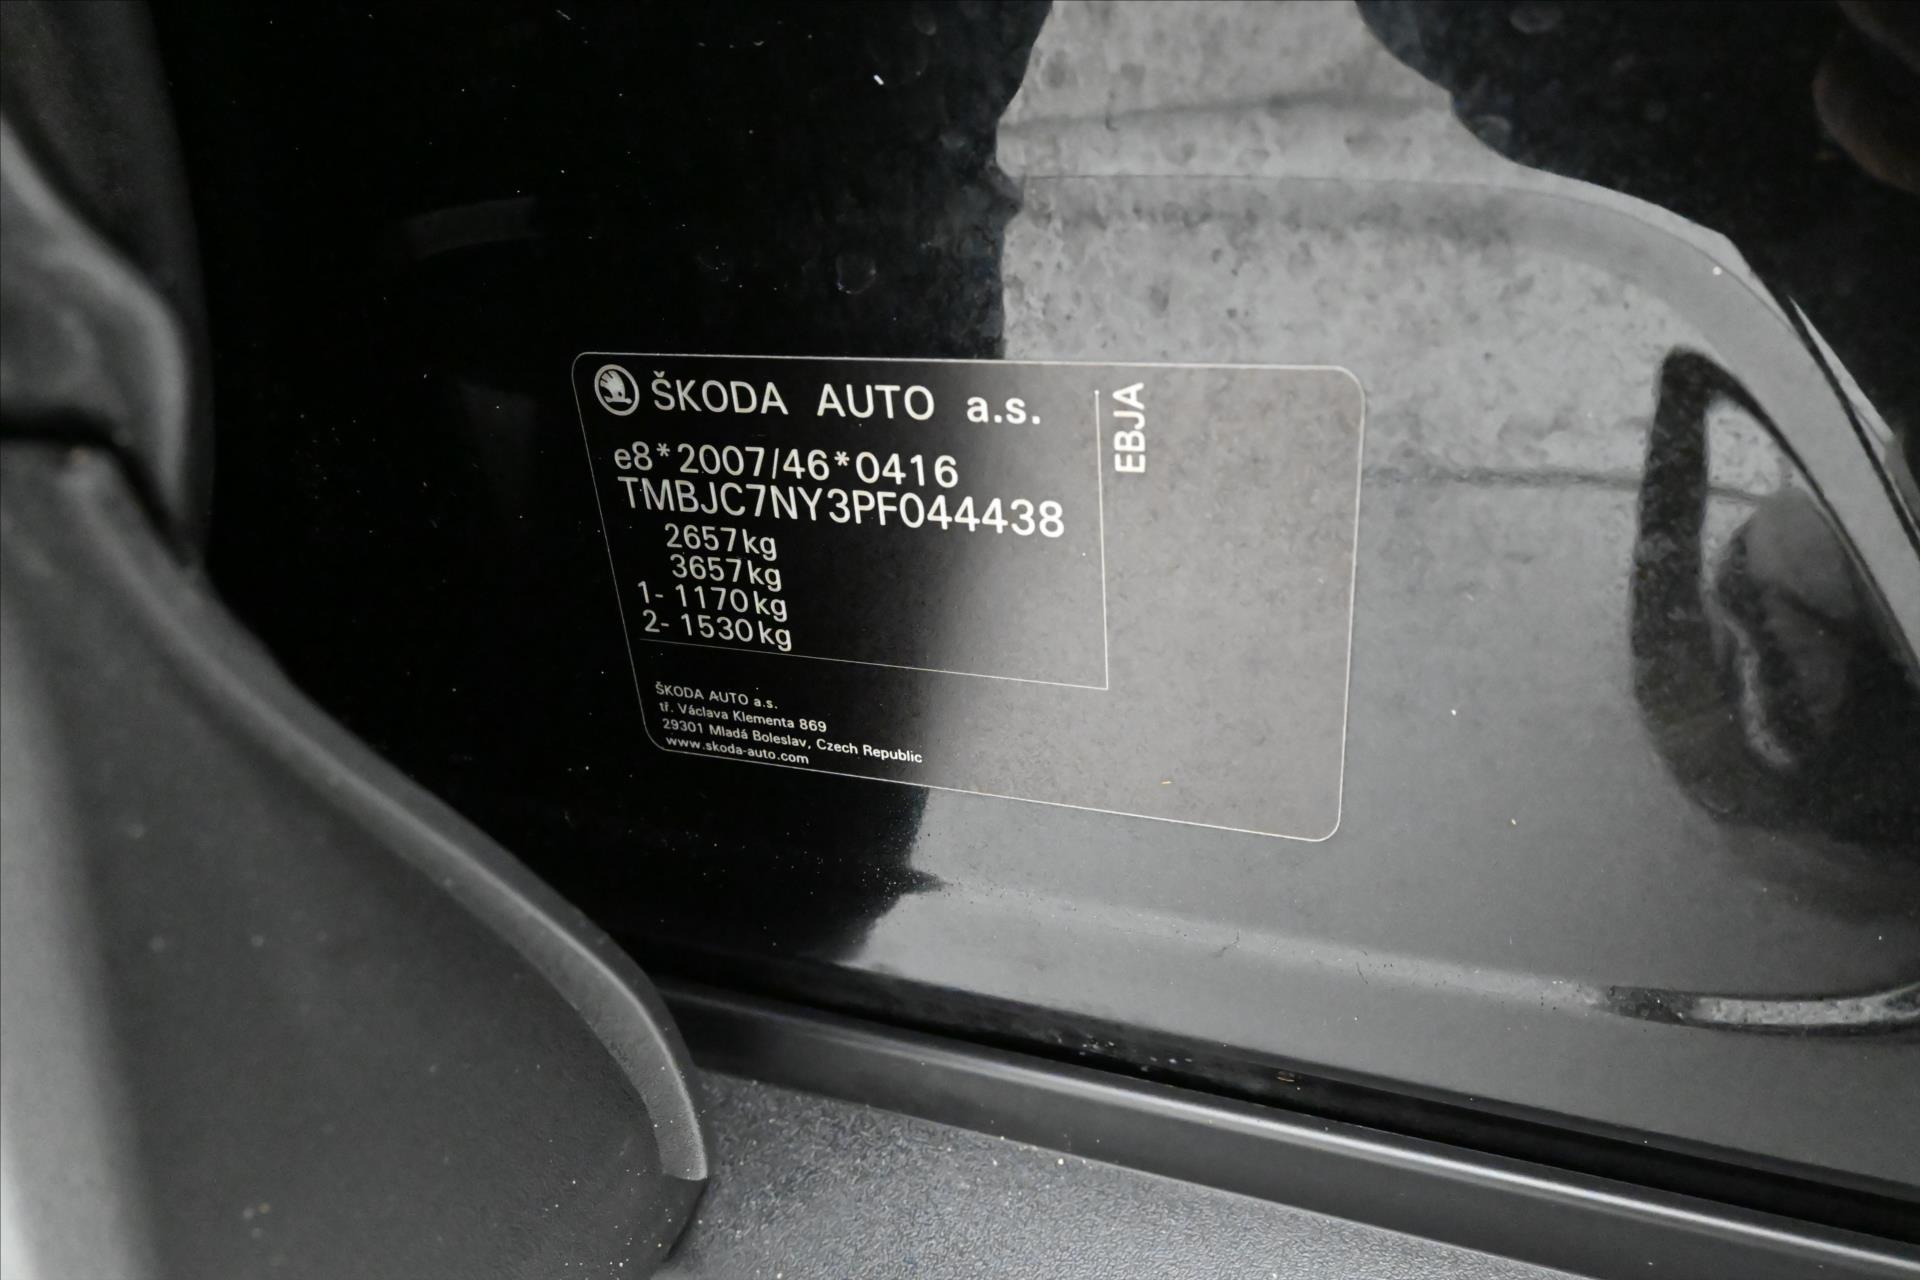 ŠKODA AUTO a.s.
EBJA
e8*2007/46*0416
TMBJC7NY3PF044438
2657kg
3657kg
1- 1170kg
2- 1530kg
ŠKODA AUTO a.s.
tř. Václava Klementa 869
29301 Mladá Boleslav, Czech Republic
www.skoda-auto.com